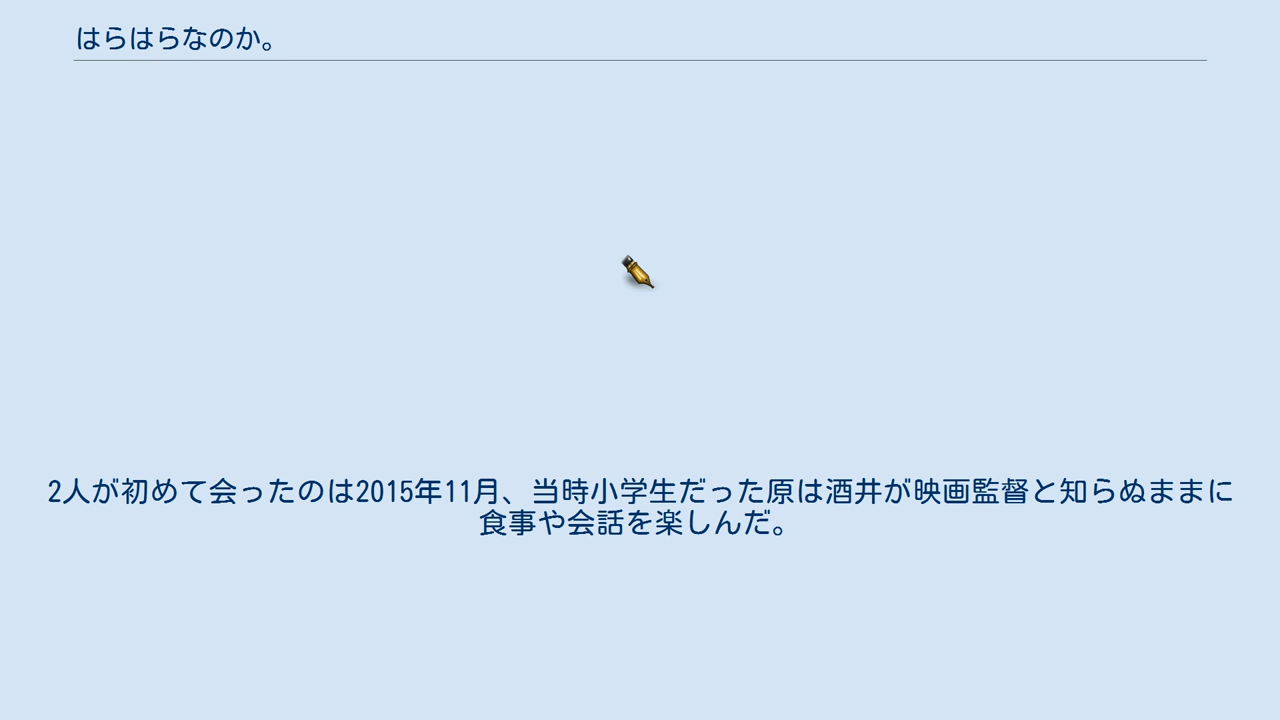 はらはらなのか。
2人が初めて会ったのは2015年11月、当時小学生だった原は酒井が映画監督と知らぬままに
食事や会話を楽しんだ。